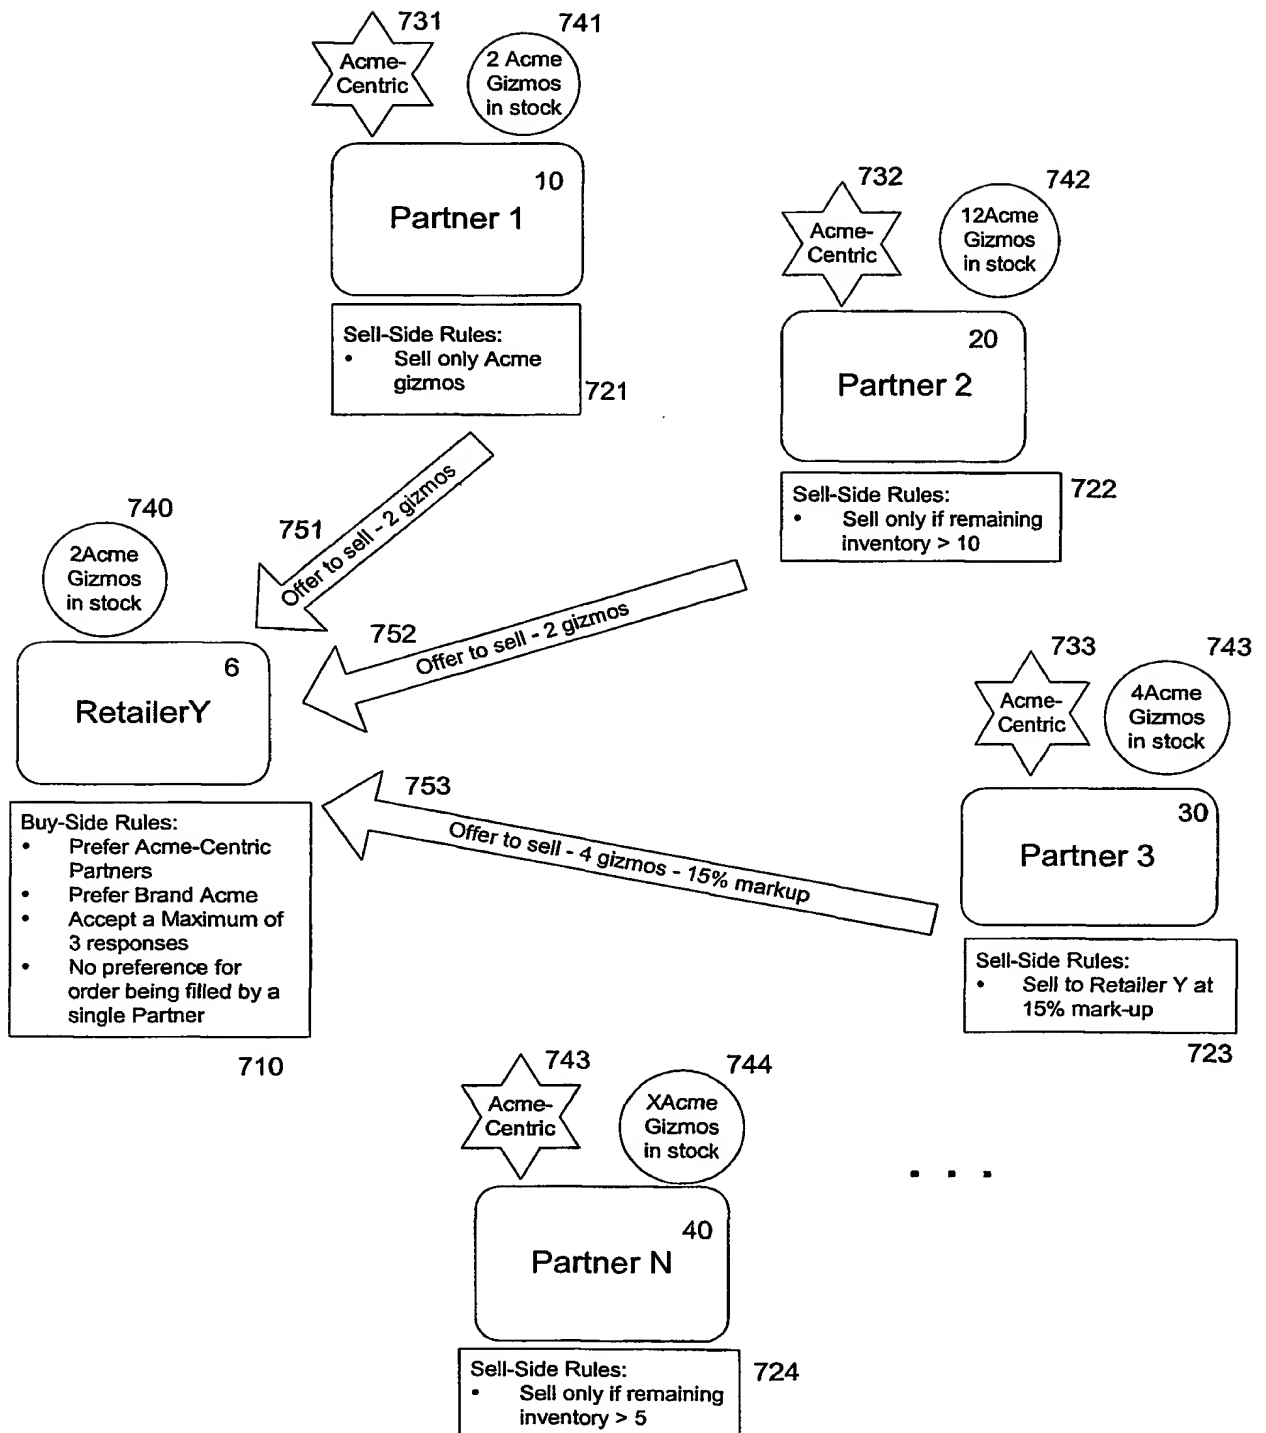 731
Acme-
Centric
741
2 Acme
Gizmos
in stock
10
Partner 1
Sell-Side Rules:
• Sell only Acme
gizmos
721
732
Acme-
Centric
742
12Acme
Gizmos
in stock
20
Partner 2
Sell-Side Rules:
• Sell only if remaining
inventory > 10
722
751
Offer to sell - 2 gizmos
752
Offer to sell - 2 gizmos
740
2Acme
Gizmos
in stock
6
RetailerY
Buy-Side Rules:
• Prefer Acme-Centric
Partners
• Prefer Brand Acme
• Accept a Maximum of
3 responses
• No preference for
order being filled by a
single Partner
710
753
Offer to sell - 4 gizmos - 15% markup
733
Acme-
Centric
743
4Acme
Gizmos
in stock
30
Partner 3
Sell-Side Rules:
• Sell to Retailer Y at
15% mark-up
723
743
Acme-
Centric
744
XAcme
Gizmos
in stock
40
Partner N
Sell-Side Rules:
• Sell only if remaining
inventory > 5
724
. . .